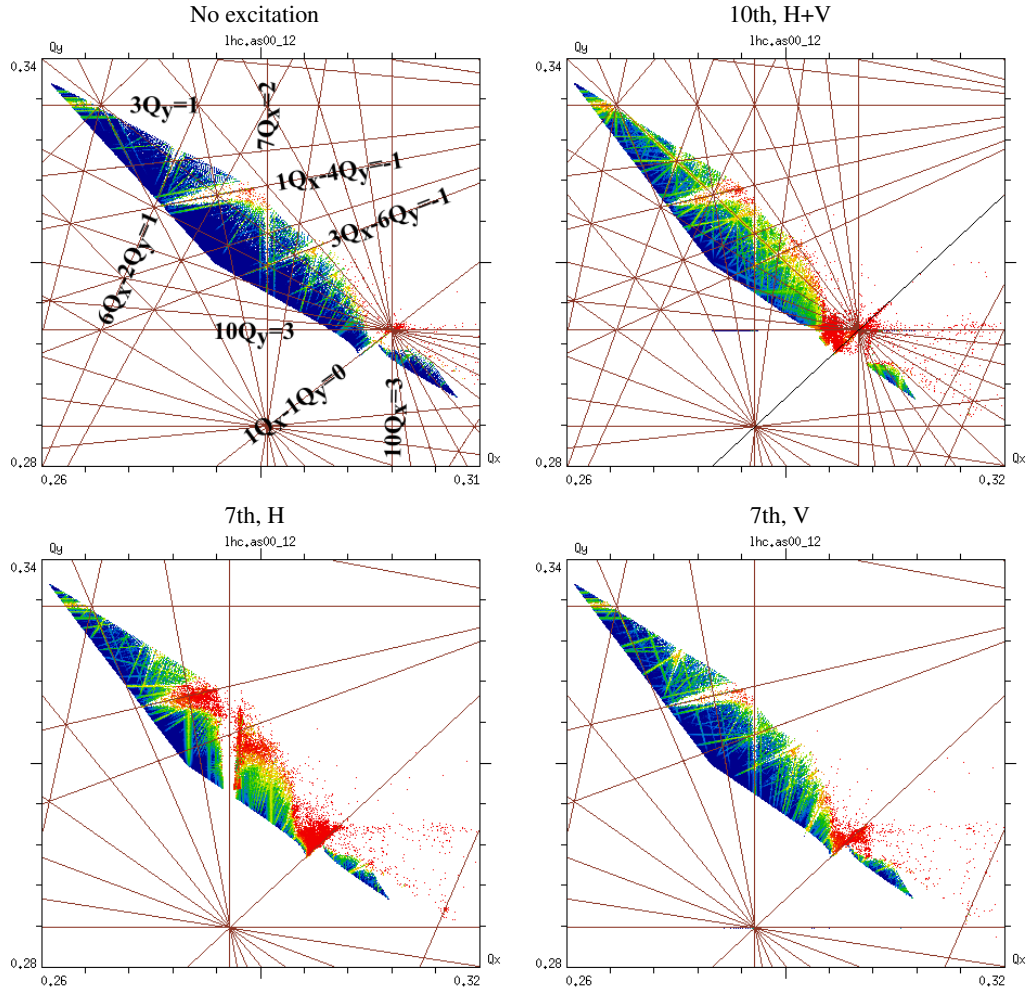 No excitation
10th, H+V
Qy
lhc.as00_12
0.34
3Qy=1
7Qx=2
1Qx-4Qy=-1
3Qx-6Qy=-1
6Qx-2Qy=1
10Qy=3
1Qx-1Qy=0
10Qx=3
0.28
Qx
0.26
0.31
Qy
lhc.as00_12
0.34
0.28
Qx
0.26
0.32
7th, H
7th, V
Qy
lhc.as00_12
0.34
0.28
Qx
0.26
0.32
Qy
lhc.as00_12
0.34
0.28
Qx
0.26
0.32